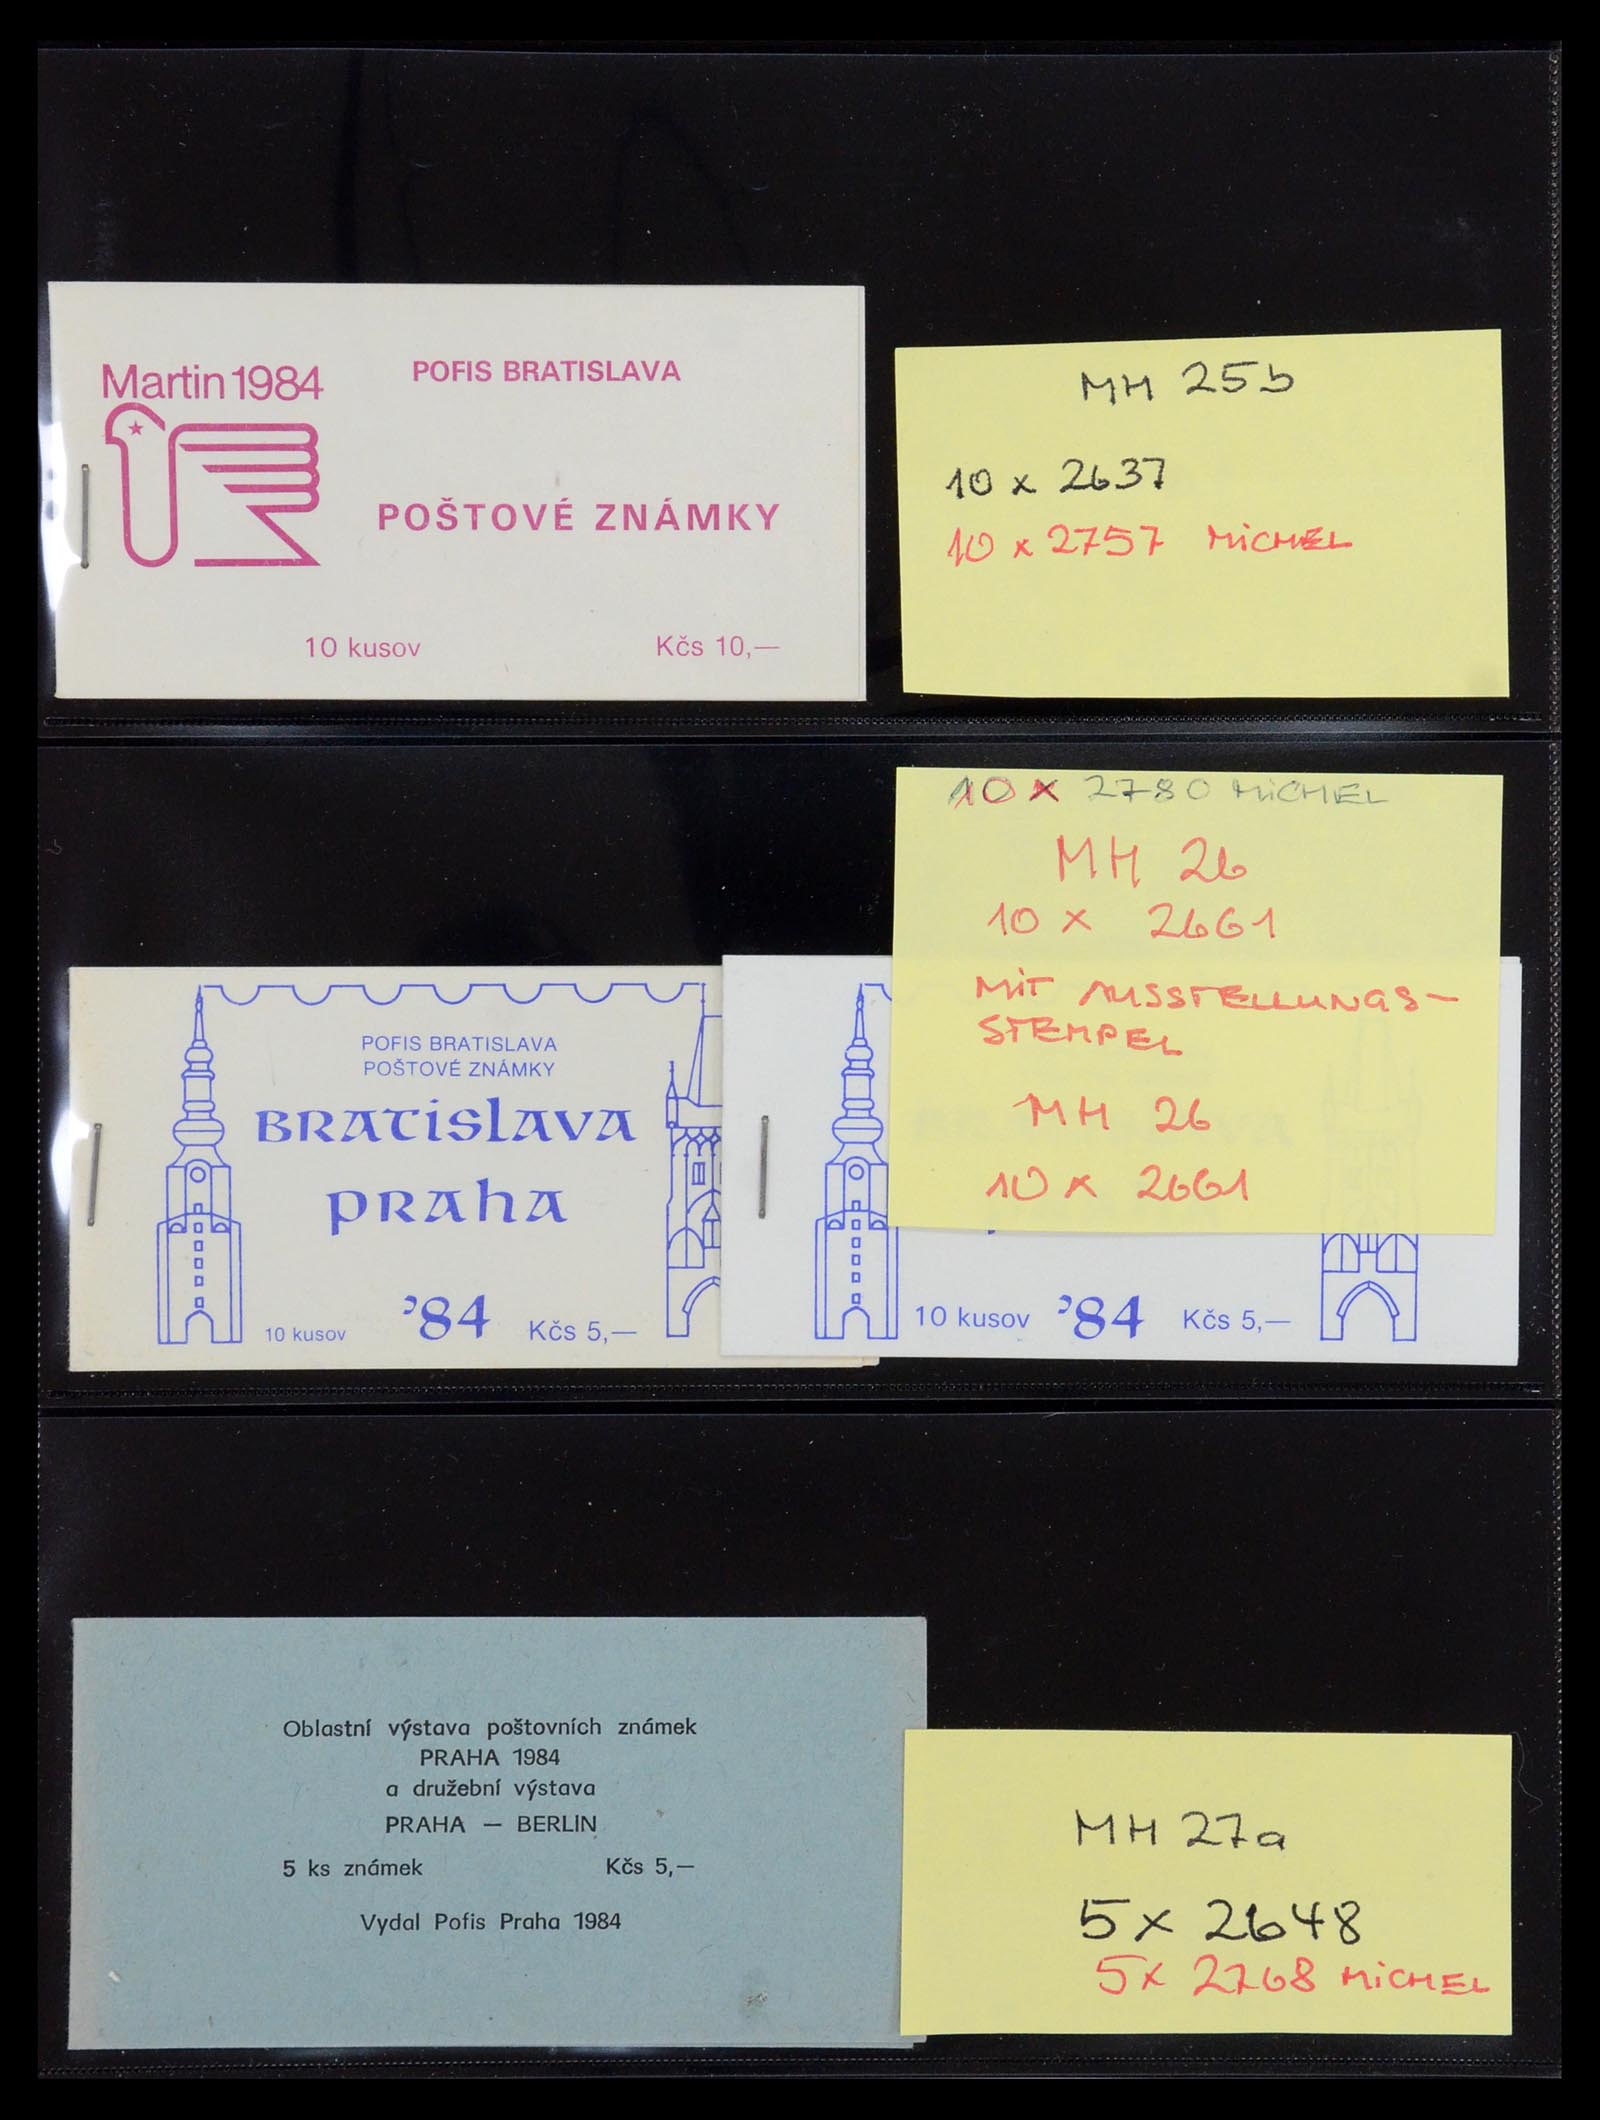 Martin 1984
POFIS BRATISLAVA
POŠTOVÉ ZNÁMKY
10 kusov
Kčs 10,—
MH 25b
10 x 2637
10 x 2757 MiCHEL
POFIS BRATISLAVA
POŠTOVÉ ZNÁMKY
BRATiSLAVA
PRAhA
'84
10 kusov
Kčs 5,—
10 x 2780 MiCHEL
MH 26
10 x 2661
MiT AUSSTELLUNGS-
STEMPEL
MH 26
10 x 2661
10 kusov
'84
Kčs 5,—
Oblastní výstava poštovních známek
PRAHA 1984
a družební výstava
PRAHA — BERLIN
5 ks známek
Kčs 5,—
Vydal Pofis Praha 1984
MH 27a
5 x 2648
5 x 2768 MiCHEL